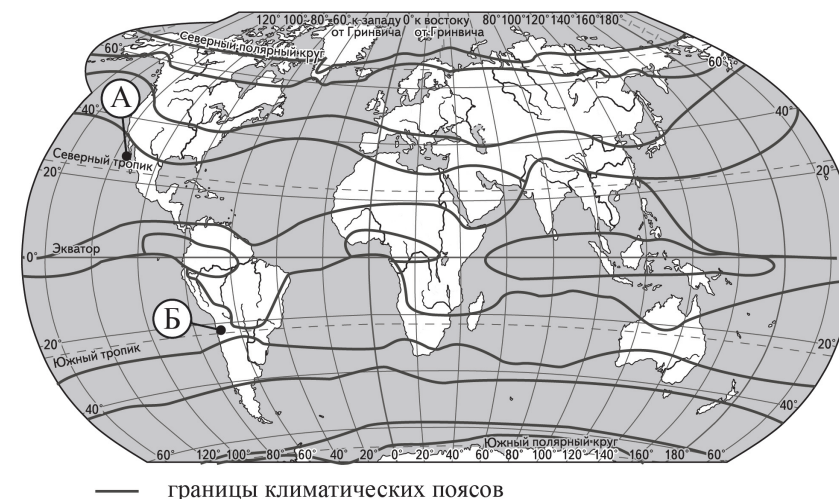 120° 100° 80° 60° к западу 0° к востоку 80° 100° 120° 140° 160° 180°
от Гринвича от Гринвича
Северный полярный круг
60° 60°
А
40° 40°
Северный тропик
20° 20°
Экватор
0°
Б
20° 20°
Южный тропик
40° 40°
Южный полярный круг
60° 120° 100° 80° 60° 40° 20° 0° 20° 40° 60° 80° 100° 120° 140° 160° 180° 60°
границы климатических поясов